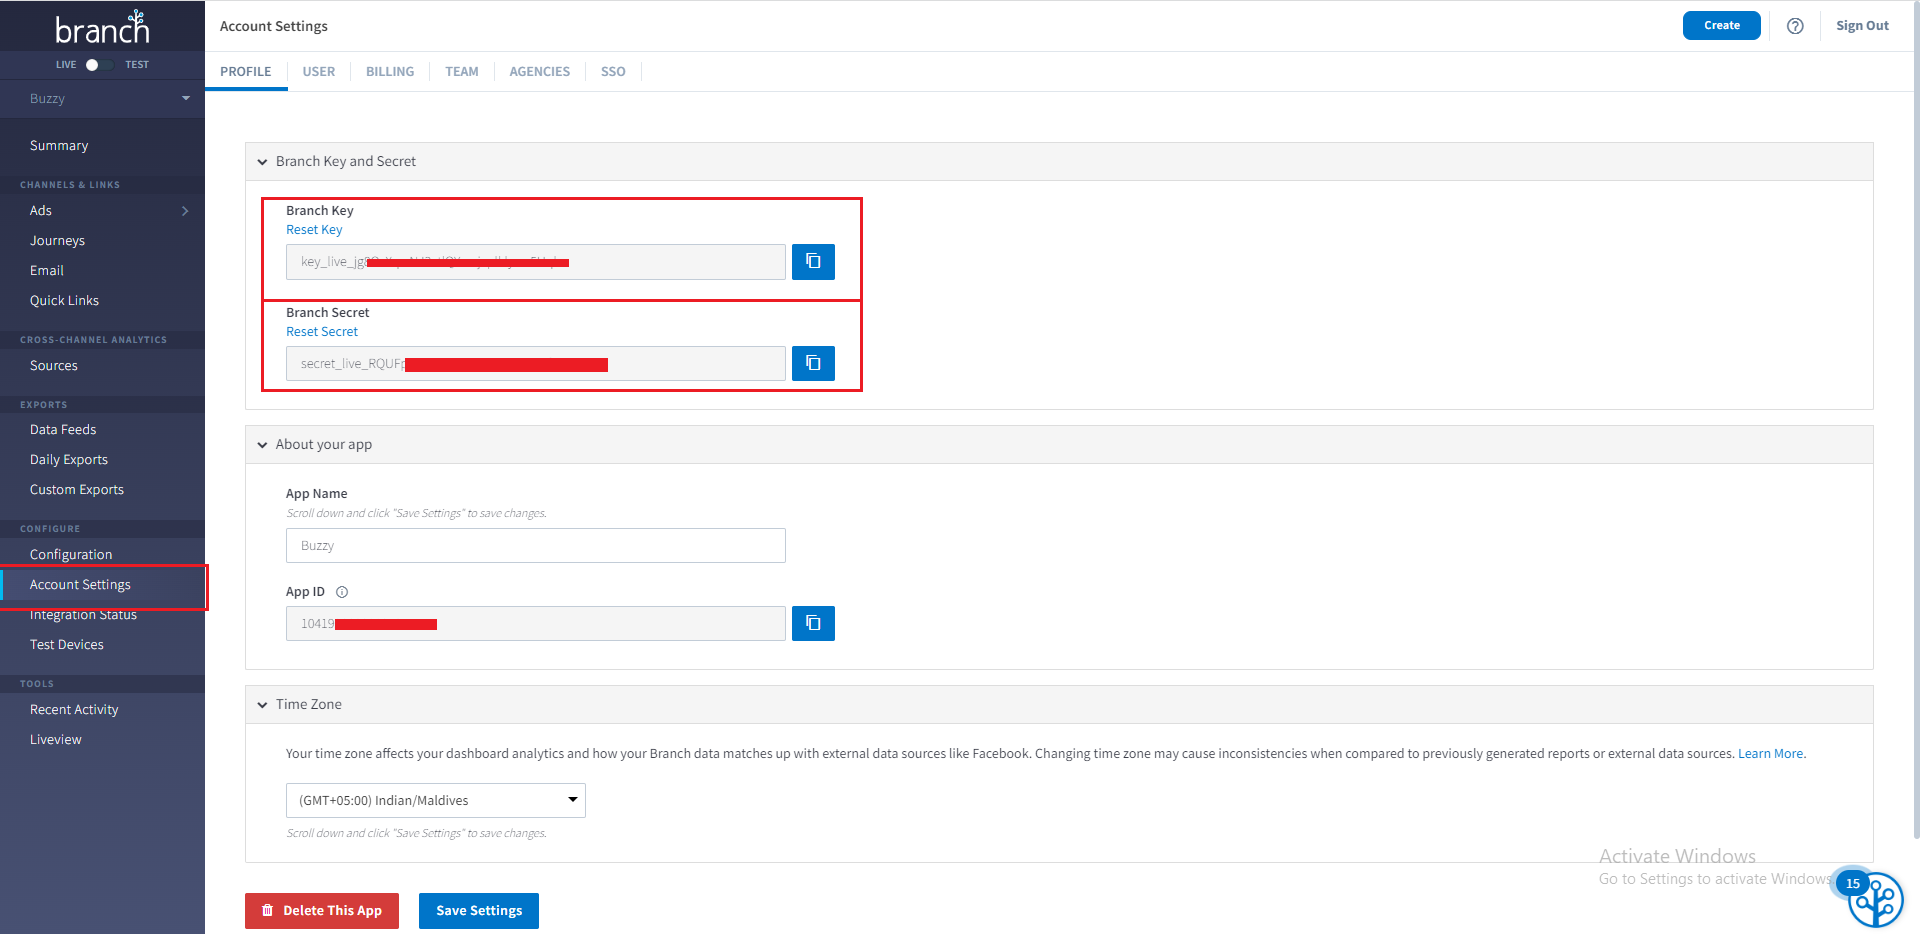 branch
LIVE TEST
Buzzy
Summary
CHANNELS & LINKS
Ads
Journeys
Email
Quick Links
CROSS-CHANNEL ANALYTICS
Sources
EXPORTS
Data Feeds
Daily Exports
Custom Exports
CONFIGURE
Configuration
Account Settings
Integration Status
Test Devices
TOOLS
Recent Activity
Liveview
Account Settings
Create
Sign Out
PROFILE USER BILLING TEAM AGENCIES SSO
Branch Key and Secret
Branch Key
Reset Key
key_live_jg
Branch Secret
Reset Secret
secret_live_RQUF
About your app
App Name
Scroll down and click "Save Settings" to save changes.
Buzzy
App ID
10419
Time Zone
Your time zone affects your dashboard analytics and how your Branch data matches up with external data sources like Facebook. Changing time zone may cause inconsistencies when compared to previously generated reports or external data sources. Learn More.
(GMT+05:00) Indian/Maldives
Scroll down and click "Save Settings" to save changes.
Delete This App
Save Settings
Activate Windows
Go to Settings to activate Windows
15